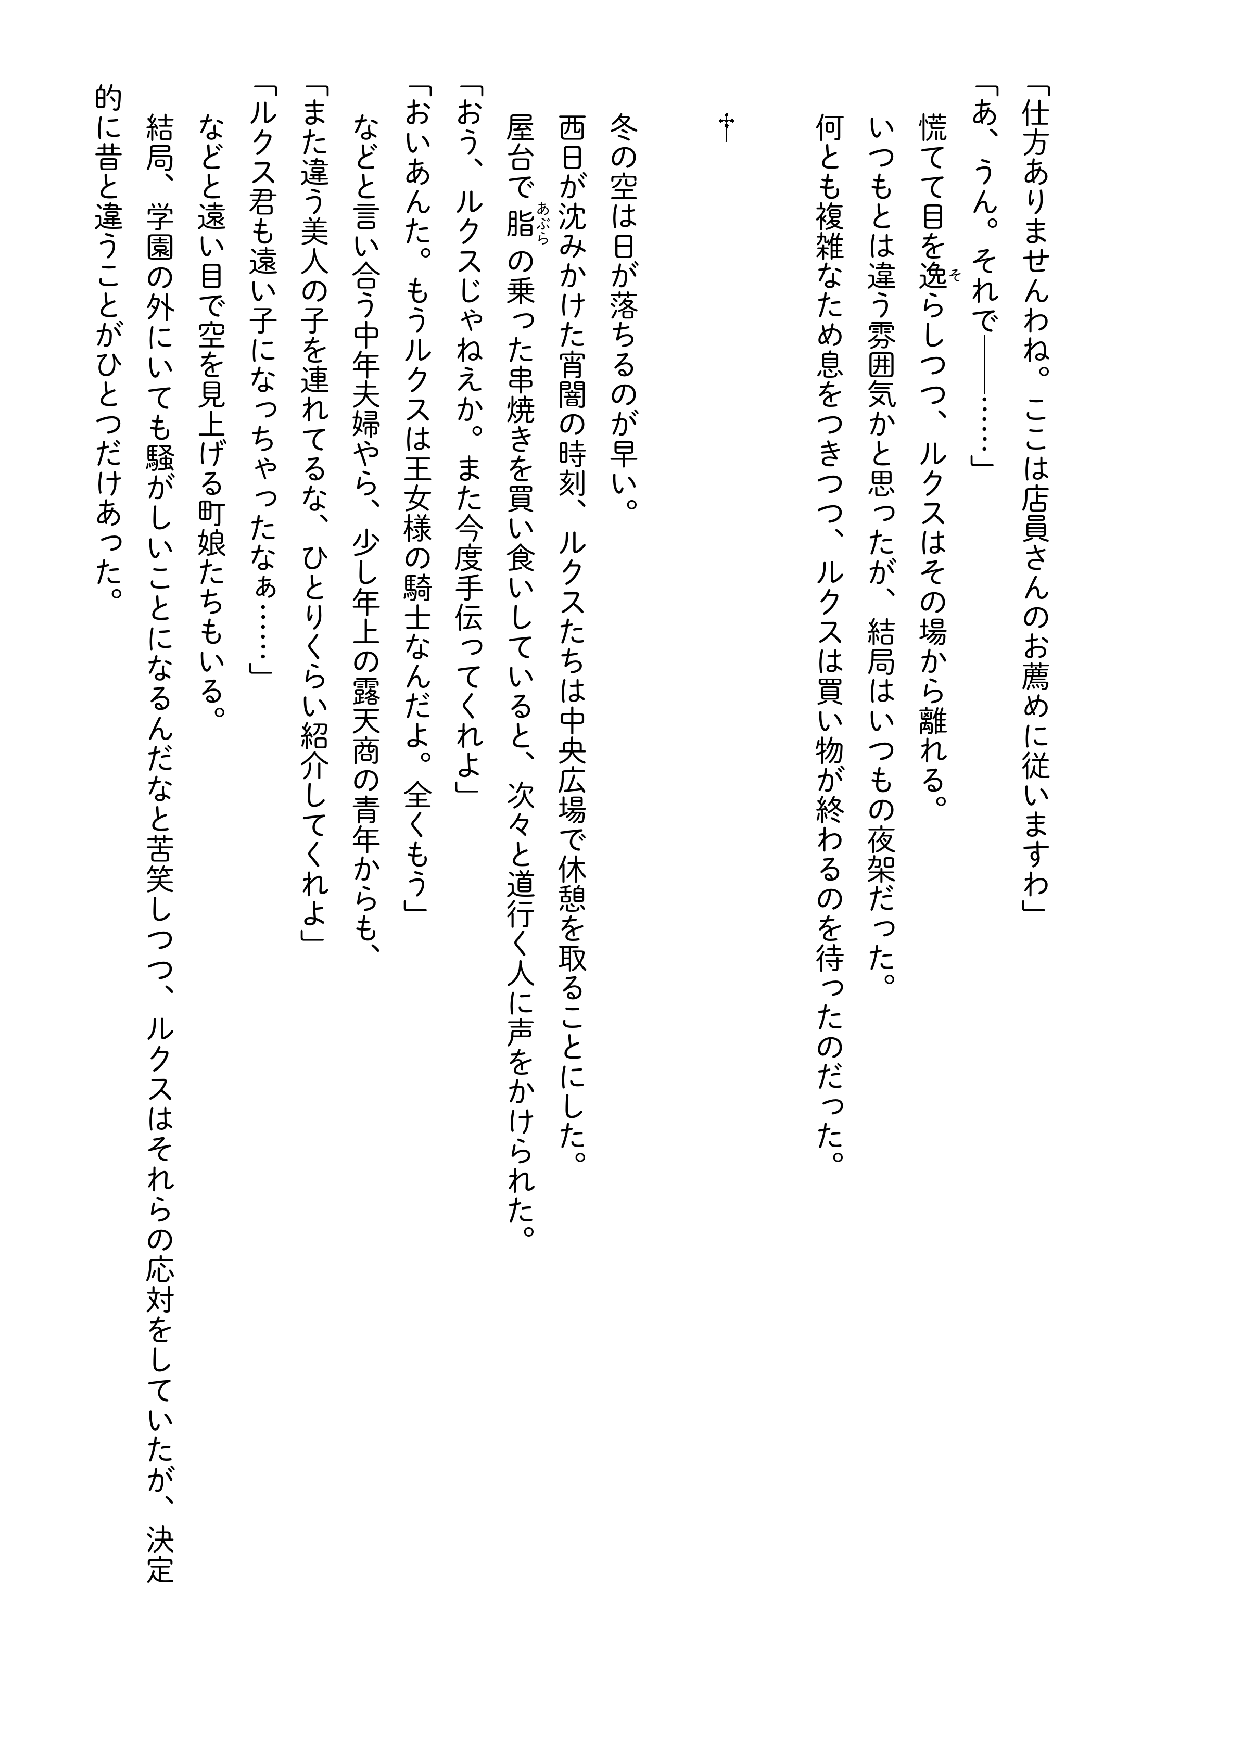 「仕方ありませんわね。ここは店員さんのお薦めに従いますわ」
「あ、うん。それで――……」
慌てて目を逸らしつつ、ルクスはその場から離れる。
いつもとは違う雰囲気かと思ったが、結局はいつもの夜架だった。
何とも複雑なため息をつきつつ、ルクスは買い物が終わるのを待ったのだった。
†
冬の空は日が落ちるのが早い。
西日が沈みかけた宵闇の時刻、ルクスたちは中央広場で休憩を取ることにした。
屋台で脂の乗った串焼きを買い食いしていると、次々と道行く人に声をかけられた。
「おう、ルクスじゃねえか。また今度手伝ってくれよ」
「おいあんた。もうルクスは王女様の騎士なんだよ。全くもう」
などと言い合う中年夫婦やら、少し年上の露天商の青年からも、
「また違う美人の子を連れてるな、ひとりくらい紹介してくれよ」
「ルクス君も遠い子になっちゃったなぁ……」
などと遠い目で空を見上げる町娘たちもいる。
結局、学園の外にいても騒がしいことになるんだなと苦笑しつつ、ルクスはそれらの応対をしていたが、決定
的に昔と違うことがひとつだけあった。